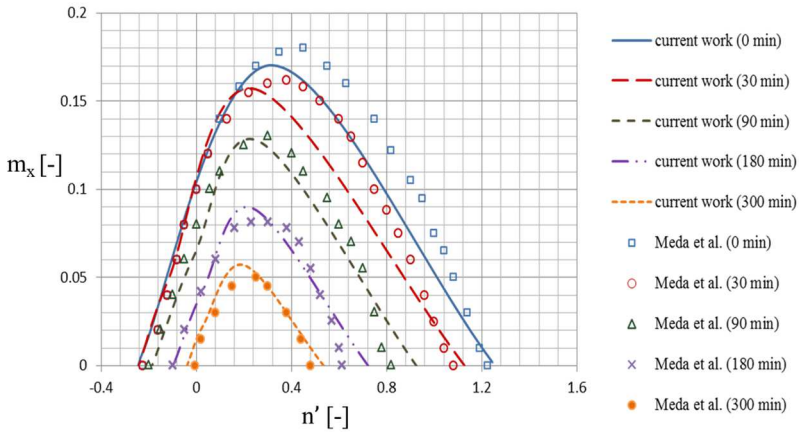 0.2
0.15
0.1
0.05
0
mx [-]
-0.4
0
0.4
0.8
1.2
1.6
n’ [-]
current work (0 min)
current work (30 min)
current work (90 min)
current work (180 min)
current work (300 min)
Meda et al. (0 min)
Meda et al. (30 min)
Meda et al. (90 min)
Meda et al. (180 min)
Meda et al. (300 min)